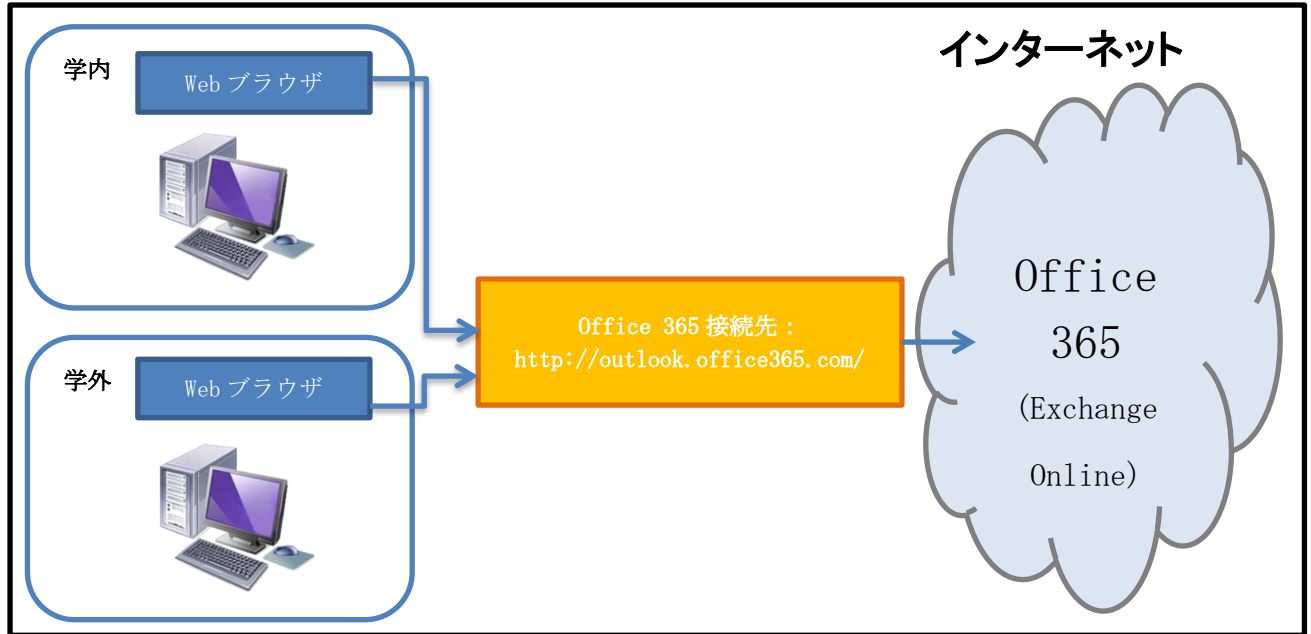 インターネット
学内
Web ブラウザ
Office 365 接続先：
http://outlook.office365.com/
Office
365
(Exchange
Online)
学外
Web ブラウザ